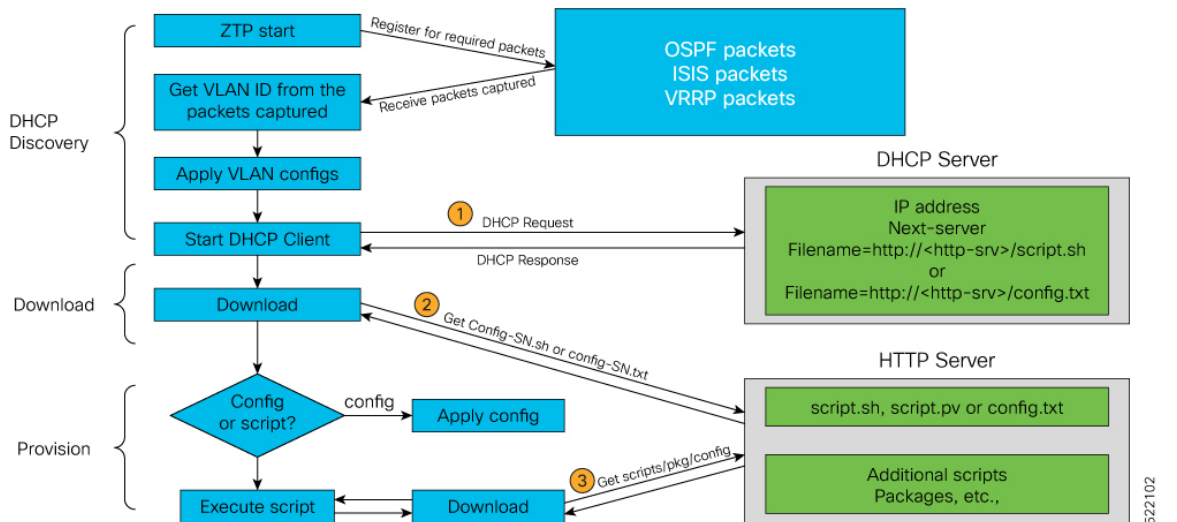 ZTP start
Register for required packets
OSPF packets
ISIS packets
VRRP packets
Get VLAN ID from the
packets captured
Receive packets captured
DHCP
Discovery
Apply VLAN configs
DHCP Server
1
DHCP Request
Start DHCP Client
DHCP Response
IP address
Next-server
Filename=http://<http-srv>/script.sh
or
Filename=http://<http-srv>/config.txt
Download
Download
2
Get Config-SN.sh or config-SN.txt
HTTP Server
Config
or script?
config
Apply config
script.sh, script.pv or config.txt
Provision
3
Get scripts/pkg/config
Execute script
Download
Additional scripts
Packages, etc.,
522102